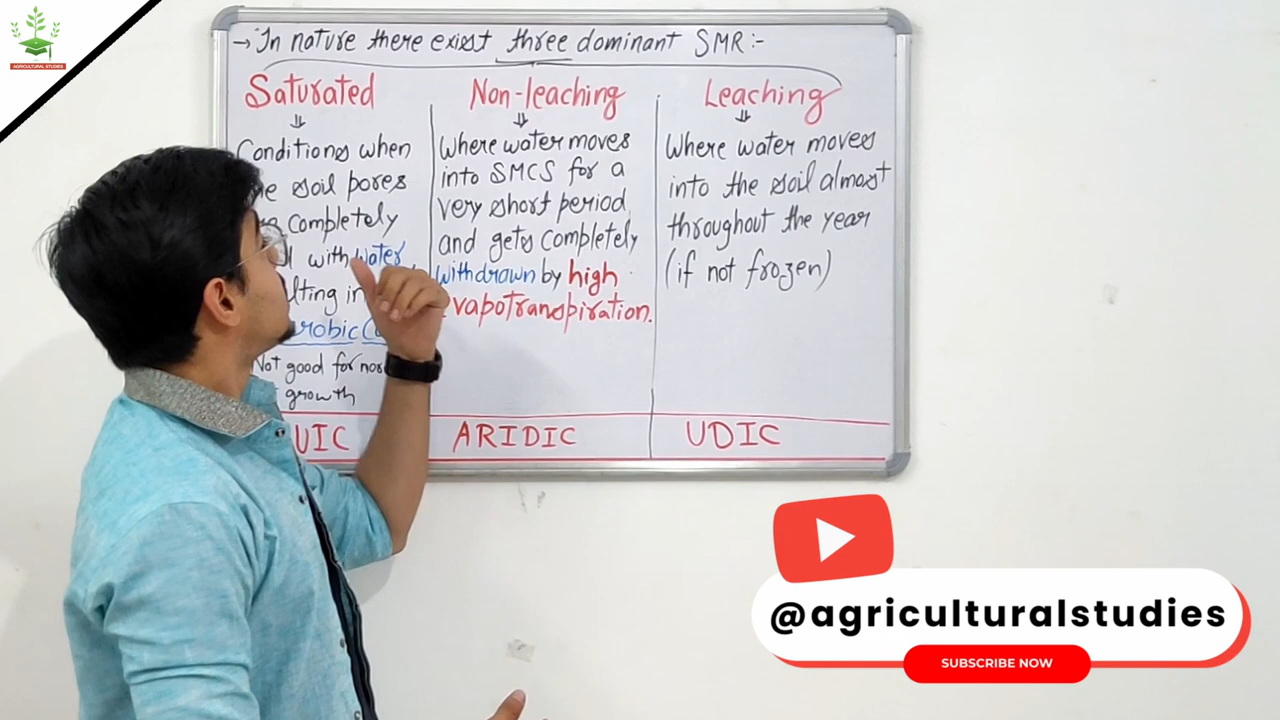 AGRICULTURAL STUDIES
→ In nature there exist three dominant SMR:-
Saturated
⇓
Conditions when
soil pores
completely
with water
in
Not good for
growth
UIC
Non-leaching
⇓
Where water moves
into SMCS for a
very short period
and gets completely
withdrawn by high
evapotranspiration.
ARIDIC
Leaching
⇓
Where water moves
into the soil almost
throughout the year
(if not frozen)
UDIC
@agriculturalstudies
SUBSCRIBE NOW